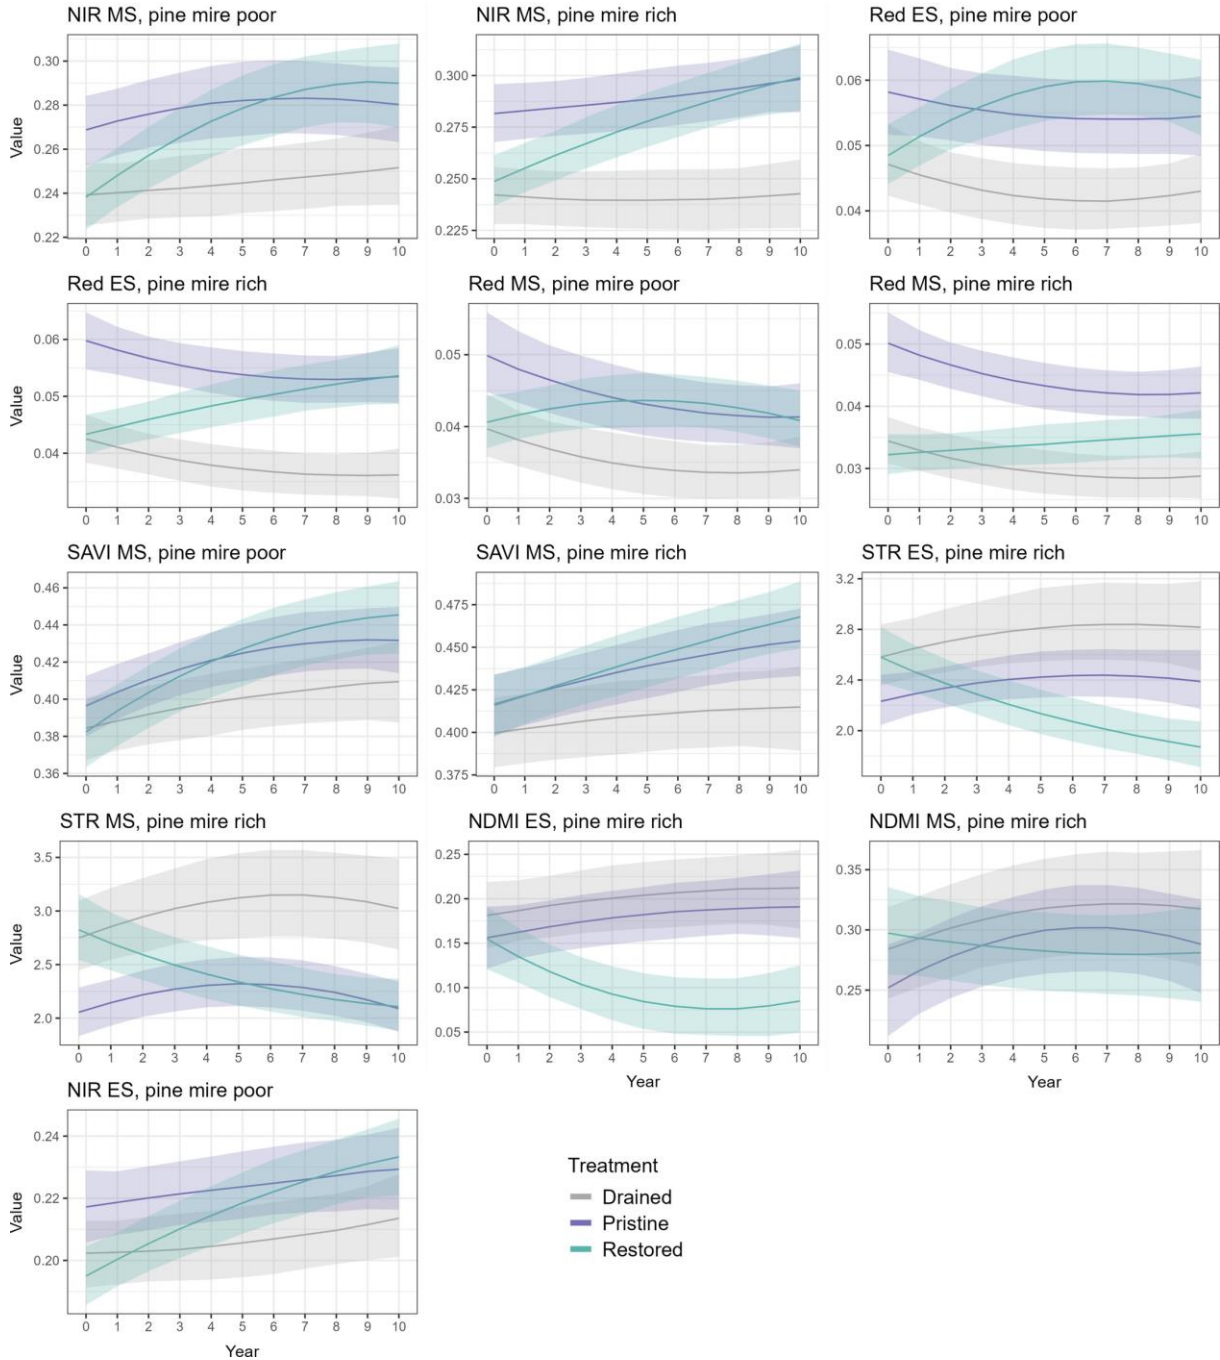 NIR MS, pine mire poor
NIR MS, pine mire rich
Red ES, pine mire poor
Value
0.30
0.28
0.26
0.24
0.22
0 1 2 3 4 5 6 7 8 9 10
0.300
0.275
0.250
0.225
0 1 2 3 4 5 6 7 8 9 10
0.06
0.05
0.04
0 1 2 3 4 5 6 7 8 9 10
Red ES, pine mire rich
Red MS, pine mire poor
Red MS, pine mire rich
Value
0.06
0.05
0.04
0 1 2 3 4 5 6 7 8 9 10
0.05
0.04
0.03
0 1 2 3 4 5 6 7 8 9 10
0.05
0.04
0.03
0 1 2 3 4 5 6 7 8 9 10
SAVI MS, pine mire poor
SAVI MS, pine mire rich
STR ES, pine mire rich
Value
0.46
0.44
0.42
0.40
0.38
0.36
0 1 2 3 4 5 6 7 8 9 10
0.475
0.450
0.425
0.400
0.375
0 1 2 3 4 5 6 7 8 9 10
3.2
2.8
2.4
2.0
0 1 2 3 4 5 6 7 8 9 10
STR MS, pine mire rich
NDMI ES, pine mire rich
NDMI MS, pine mire rich
Value
3.5
3.0
2.5
2.0
0 1 2 3 4 5 6 7 8 9 10
0.25
0.20
0.15
0.10
0.05
0 1 2 3 4 5 6 7 8 9 10
Year
0.35
0.30
0.25
0 1 2 3 4 5 6 7 8 9 10
Year
NIR ES, pine mire poor
Value
0.24
0.22
0.20
0 1 2 3 4 5 6 7 8 9 10
Year
Treatment
Drained
Pristine
Restored